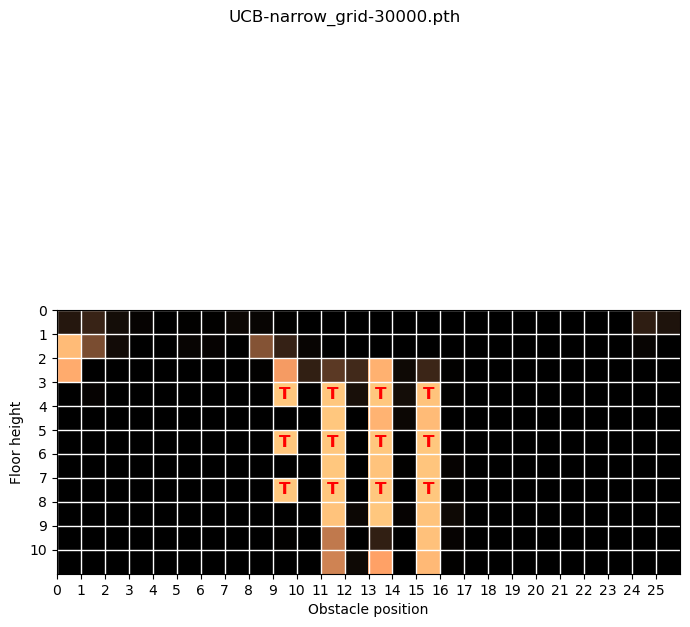 UCB-narrow_grid-30000.pth
0
1
2
3
T T T T
4
5
T T T T
6
7
T T T T
8
9
10
Floor height
0 1 2 3 4 5 6 7 8 9 10 11 12 13 14 15 16 17 18 19 20 21 22 23 24 25
Obstacle position